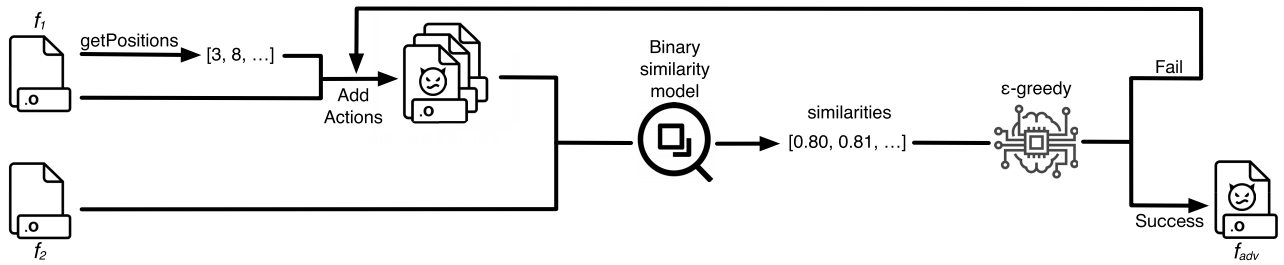 f1
getPositions
[3, 8, …]
.O
Add
Actions
.O
Binary
similarity
model
similarities
[0.80, 0.81, …]
ε-greedy
Fail
Success
.O
fadv
.O
f2